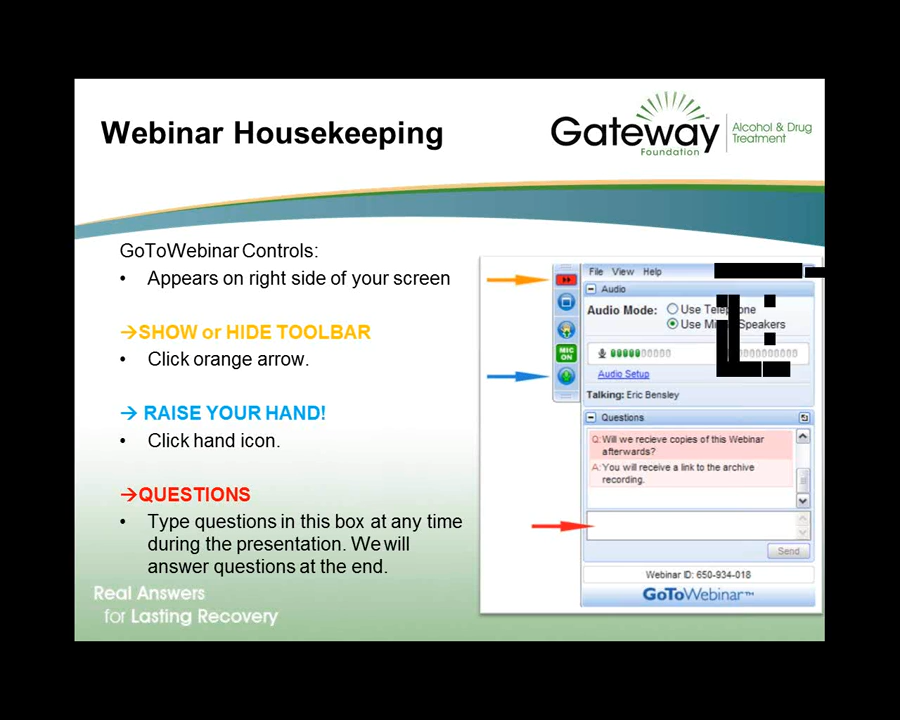 Webinar Housekeeping
Gateway
Foundation
Alcohol & Drug
Treatment
GoToWebinar Controls:
• Appears on right side of your screen
→SHOW or HIDE TOOLBAR
• Click orange arrow.
→ RAISE YOUR HAND!
• Click hand icon.
→QUESTIONS
• Type questions in this box at any time
during the presentation. We will
answer questions at the end.
Real Answers
for Lasting Recovery
File View Help
Audio
Audio Mode: Use
Use Speakers
MIC
ON
Audio Setup
Talking: Eric Bensley
Questions
Q: Will we recieve copies of this Webinar
afterwards?
A: You will receive a link to the archive
recording.
Send
Webinar ID: 650-934-018
GoToWebinar™